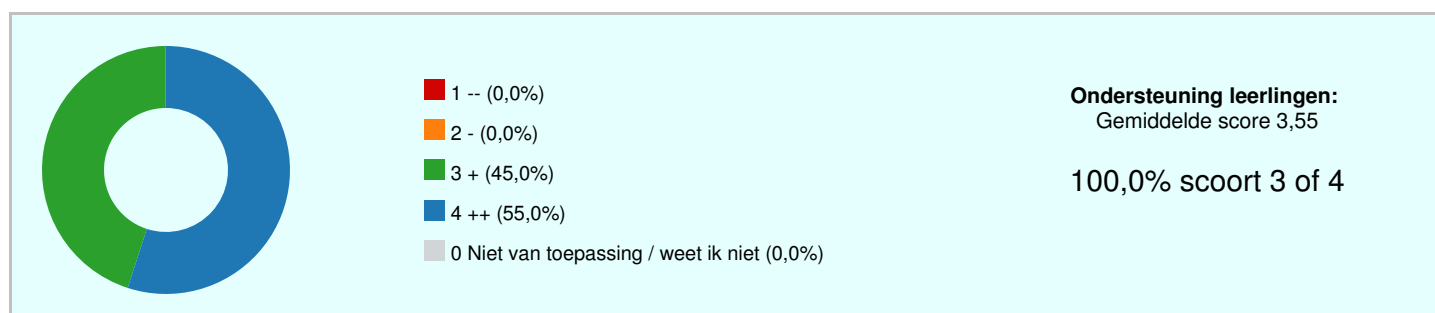 1 -- (0,0%)
2 - (0,0%)
3 + (45,0%)
4 ++ (55,0%)
0 Niet van toepassing / weet ik niet (0,0%)
Ondersteuning leerlingen:
Gemiddelde score 3,55
100,0% scoort 3 of 4